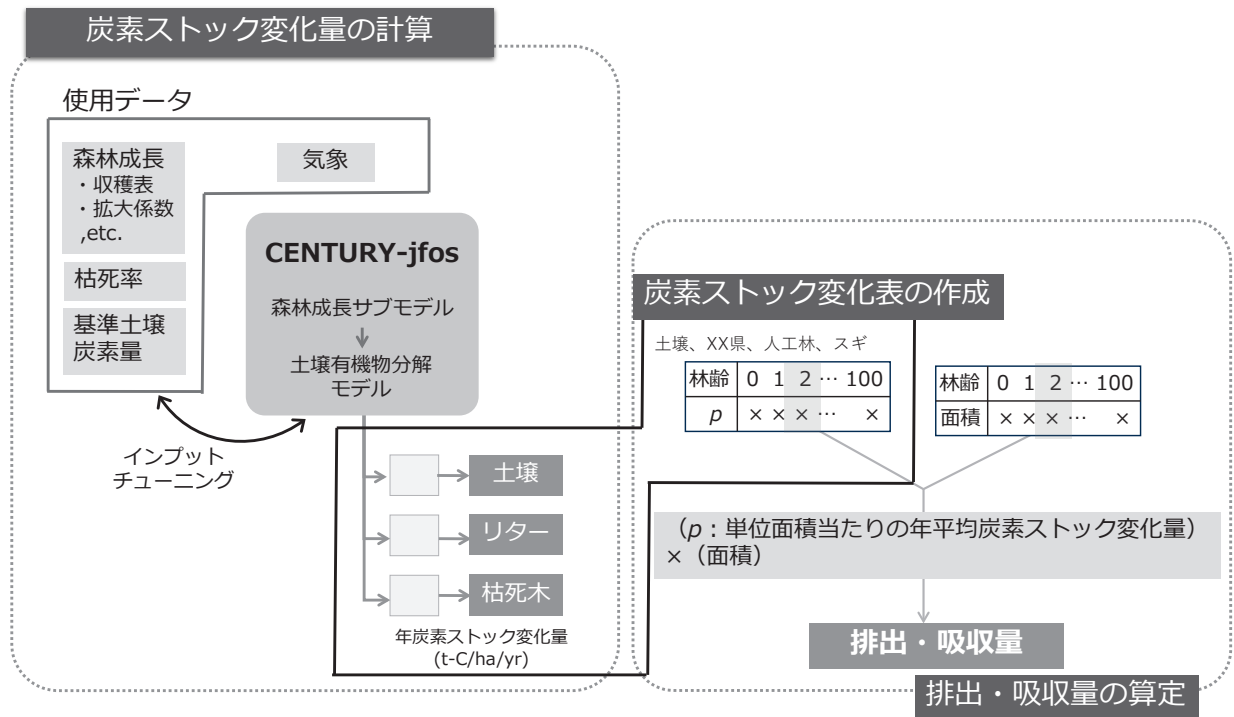 炭素ストック変化量の計算
使用データ
森林成長
・収穫表
・拡大係数
,etc.
気象
枯死率
基準土壌
炭素量
CENTURY-jfos
森林成長サブモデル
土壌有機物分解
モデル
インプット
チューニング
土壌
リター
枯死木
年炭素ストック変化量
(t-C/ha/yr)
炭素ストック変化表の作成
土壌、XX県、人工林、スギ
林齢 0 1 2 … 100
p × × × … ×
林齢 0 1 2 … 100
面積 × × × … ×
（p：単位面積当たりの年平均炭素ストック変化量）
×（面積）
排出・吸収量
排出・吸収量の算定